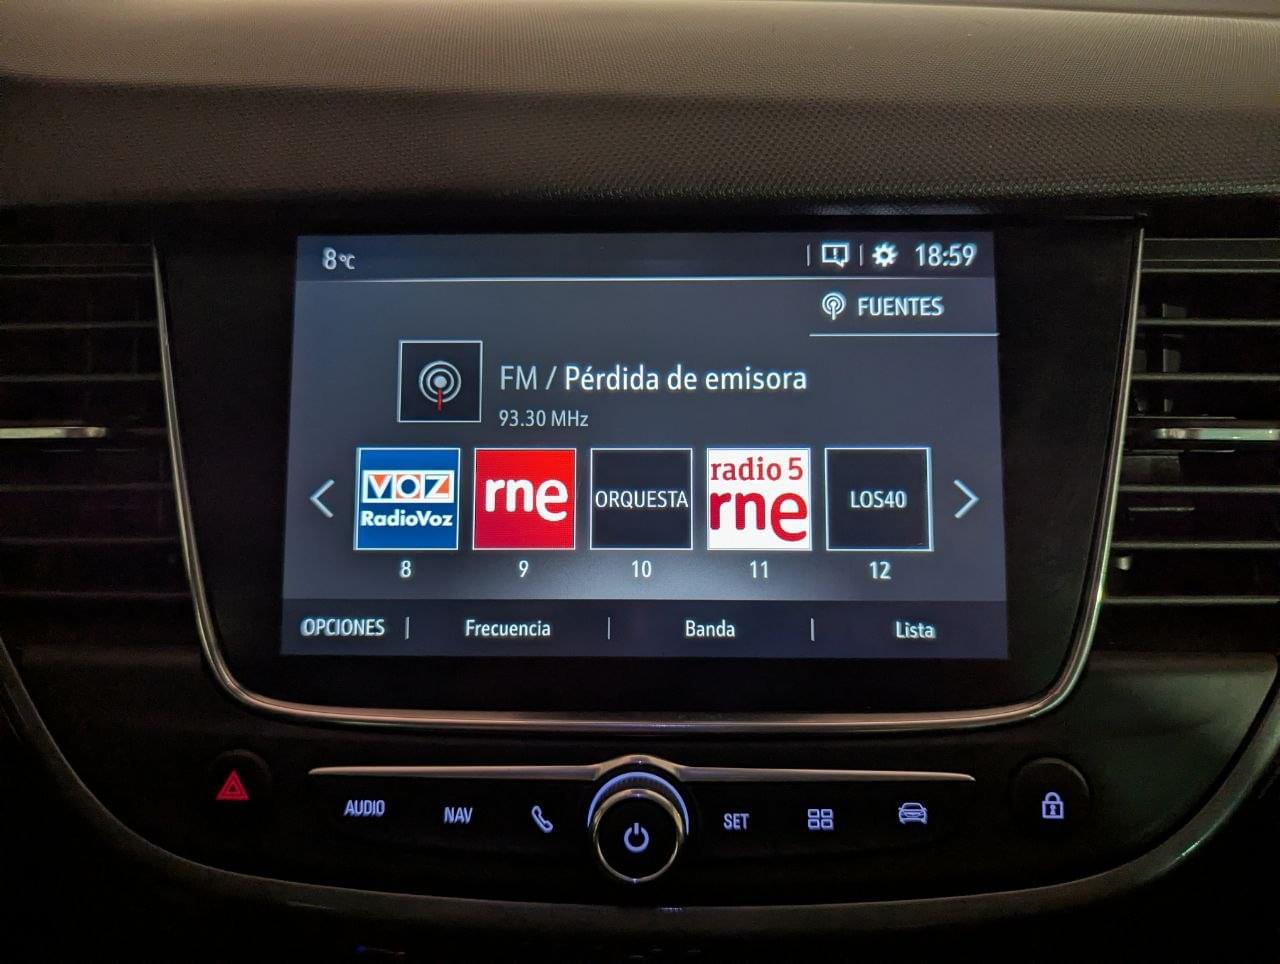 8°C
18:59
FUENTES
FM / Pérdida de emisora
93.30 MHz
VOZ
RadioVoz
rne
ORQUESTA
radio 5
rne
LOS40
8 9 10 11 12
OPCIONES Frecuencia Banda Lista
AUDIO NAV SET